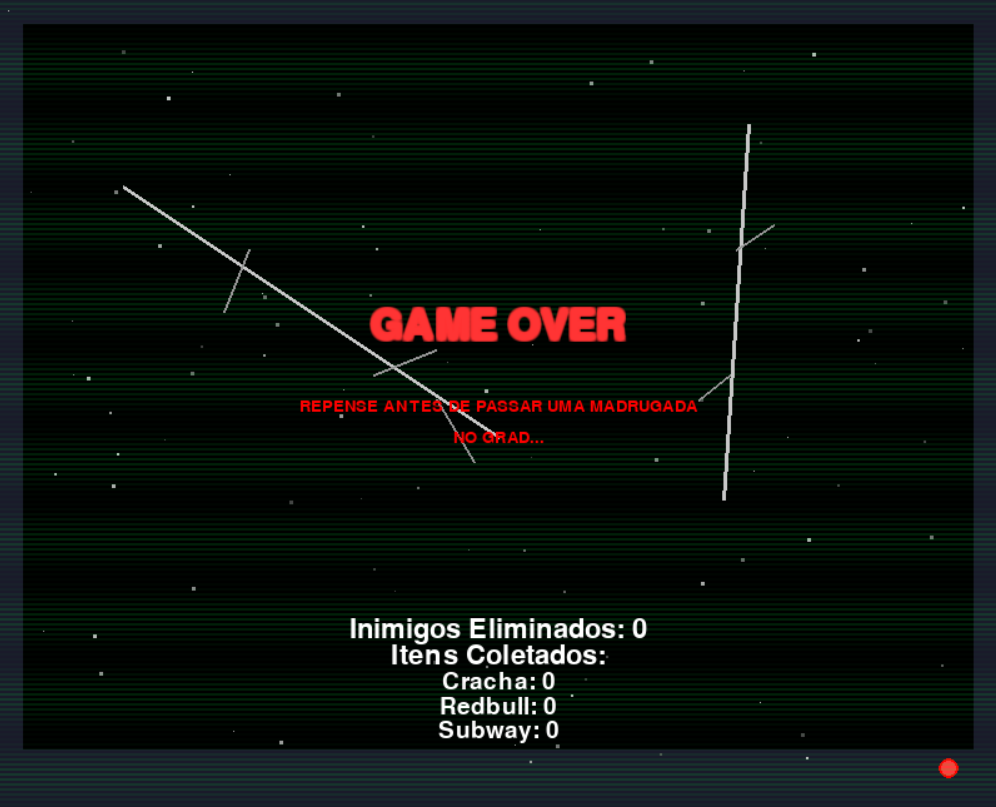 GAME OVER
REPENSE ANTES DE PASSAR UMA MADRUGADA
NO GRAD...
Inimigos Eliminados: 0
Itens Coletados:
Cracha: 0
Redbull: 0
Subway: 0